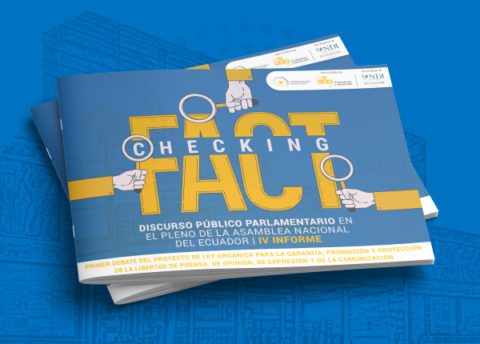 NDI
FACT
CHECKING
FACT
DISCURSO PÚBLICO PARLAMENTARIO EN
EL PLENO DE LA ASAMBLEA NACIONAL
DEL ECUADOR | IV INFORME
PRIMER DEBATE DEL PROYECTO DE LEY ORGÁNICA PARA LA GARANTÍA, PROMOCIÓN Y PROTECCIÓN
DE LA LIBERTAD DE PRENSA, DE OPINIÓN, DE EXPRESIÓN Y DE LA COMUNICACIÓN